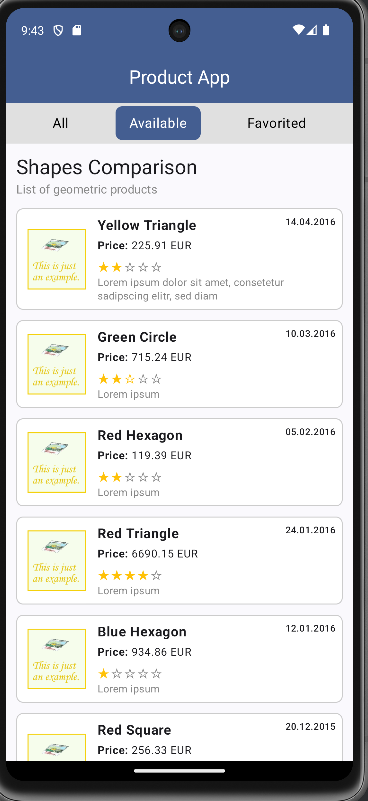 9:43
Product App
All
Available
Favorited
Shapes Comparison
List of geometric products
Yellow Triangle
14.04.2016
Price: 225.91 EUR
This is just
an example.
Lorem ipsum dolor sit amet, consetetur
sadipscing elitr, sed diam
Green Circle
10.03.2016
Price: 715.24 EUR
This is just
an example.
Lorem ipsum
Red Hexagon
05.02.2016
Price: 119.39 EUR
This is just
an example.
Lorem ipsum
Red Triangle
24.01.2016
Price: 6690.15 EUR
This is just
an example.
Lorem ipsum
Blue Hexagon
12.01.2016
Price: 934.86 EUR
This is just
an example.
Lorem ipsum
Red Square
20.12.2015
Price: 256.33 EUR